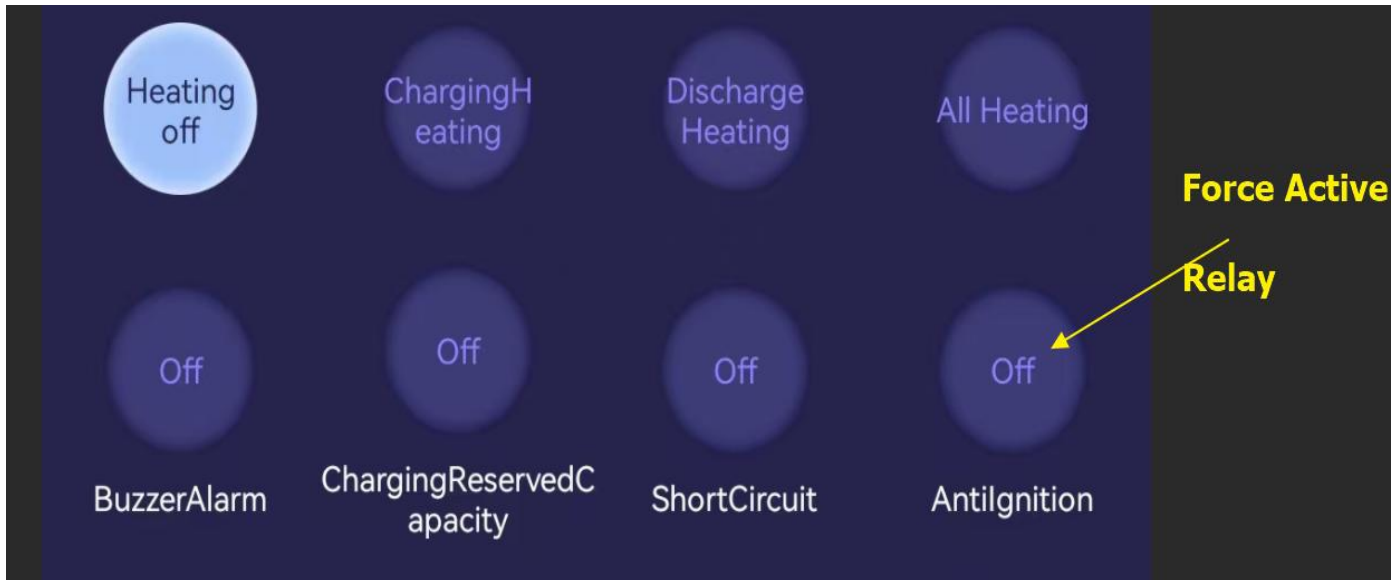 Heating
off
ChargingH
eating
Discharge
Heating
All Heating
Force Active
Relay
Off
Off
Off
Off
BuzzerAlarm
ChargingReservedC
apacity
ShortCircuit
AntiIgnition